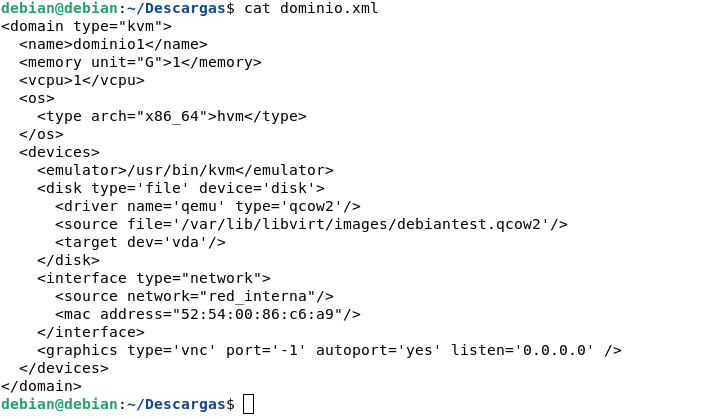 debian@debian:~/Descargas$ cat dominio.xml
<domain type="kvm">
  <name>dominio1</name>
  <memory unit="G">1</memory>
  <vcpu>1</vcpu>
  <os>
    <type arch="x86_64">hvm</type>
  </os>
  <devices>
    <emulator>/usr/bin/kvm</emulator>
    <disk type='file' device='disk'>
      <driver name='qemu' type='qcow2'/>
      <source file='/var/lib/libvirt/images/debiantest.qcow2'/>
      <target dev='vda'/>
    </disk>
    <interface type="network">
      <source network="red_interna"/>
      <mac address="52:54:00:86:c6:a9"/>
    </interface>
    <graphics type='vnc' port='-1' autoport='yes' listen='0.0.0.0' />
  </devices>
</domain>
debian@debian:~/Descargas$